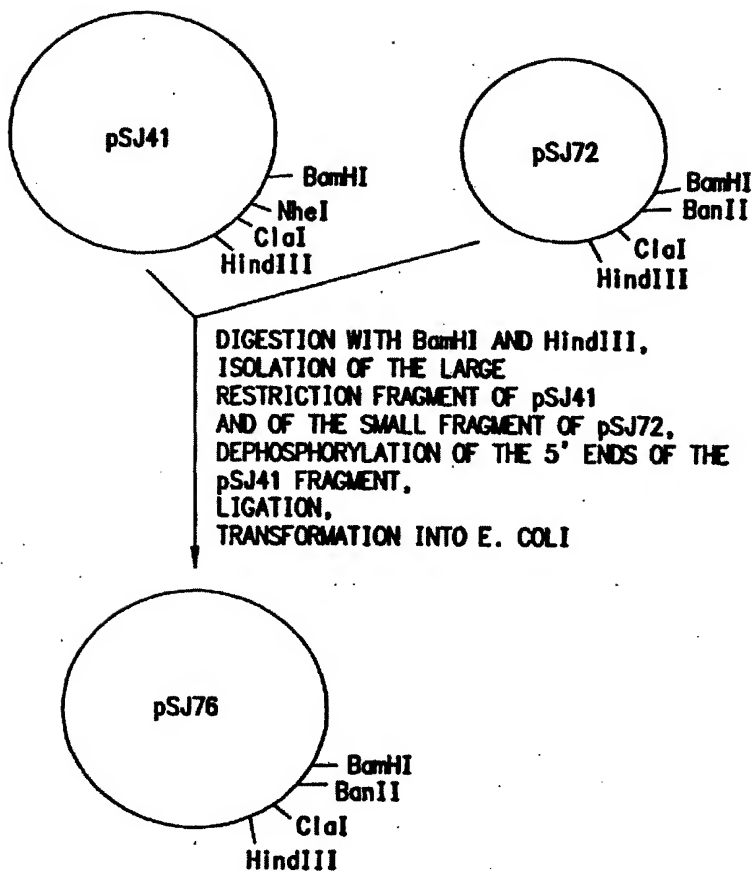 pSJ41
BamHI
NheI
ClaI
HindIII
pSJ72
BamHI
BanII
ClaI
HindIII
DIGESTION WITH BamHI AND HindIII,
ISOLATION OF THE LARGE
RESTRICTION FRAGMENT OF pSJ41
AND OF THE SMALL FRAGMENT OF pSJ72,
DEPHOSPHORYLATION OF THE 5' ENDS OF THE
pSJ41 FRAGMENT,
LIGATION,
TRANSFORMATION INTO E. COLI
pSJ76
BamHI
BanII
ClaI
HindIII